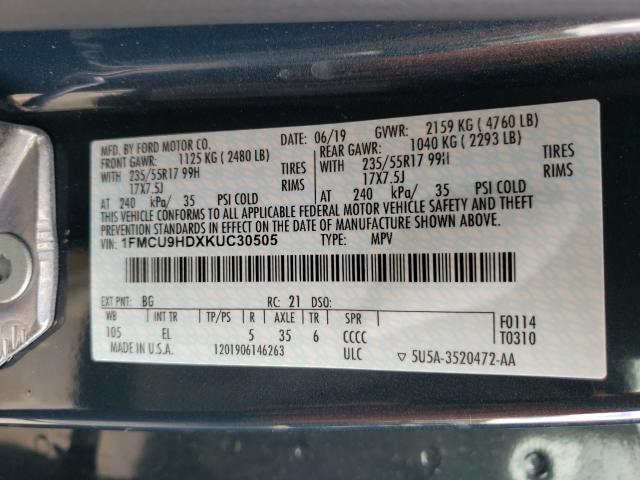 MFD. BY FORD MOTOR CO. DATE: 06/19 GVWR: 2159 KG ( 4760 LB)
FRONT GAWR: 1125 KG ( 2480 LB) REAR GAWR: 1040 KG ( 2293 LB)
WITH 235/55R17 99H TIRES WITH 235/55R17 99H TIRES
17X7.5J RIMS 17X7.5J RIMS
AT 240 kPa/ 35 PSI COLD AT 240 kPa/ 35 PSI COLD
THIS VEHICLE CONFORMS TO ALL APPLICABLE FEDERAL MOTOR VEHICLE SAFETY AND THEFT
PREVENTION STANDARDS IN EFFECT ON THE DATE OF MANUFACTURE SHOWN ABOVE.
VIN: 1FMCU9HDXKUC30505 TYPE: MPV
EXT PNT: BG RC: 21 DSO:
WB INT TR TP/PS R AXLE TR SPR F0114
105 EL 5 35 6 CCCC T0310
MADE IN U.S.A. 1201906146263 ULC ▽ 5U5A-3520472-AA